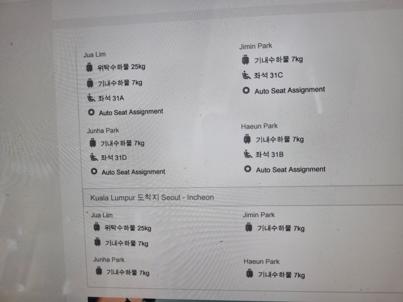 Jua Lim
위탁수하물 25kg
기내수하물 7kg
좌석 31A
Auto Seat Assignment
Jimin Park
기내수하물 7kg
좌석 31C
Auto Seat Assignment
Junha Park
기내수하물 7kg
좌석 31D
Auto Seat Assignment
Haeun Park
기내수하물 7kg
좌석 31B
Auto Seat Assignment
Kuala Lumpur 도착지 Seoul - Incheon
Jua Lim
위탁수하물 25kg
기내수하물 7kg
Jimin Park
기내수하물 7kg
Junha Park
기내수하물 7kg
Haeun Park
기내수하물 7kg